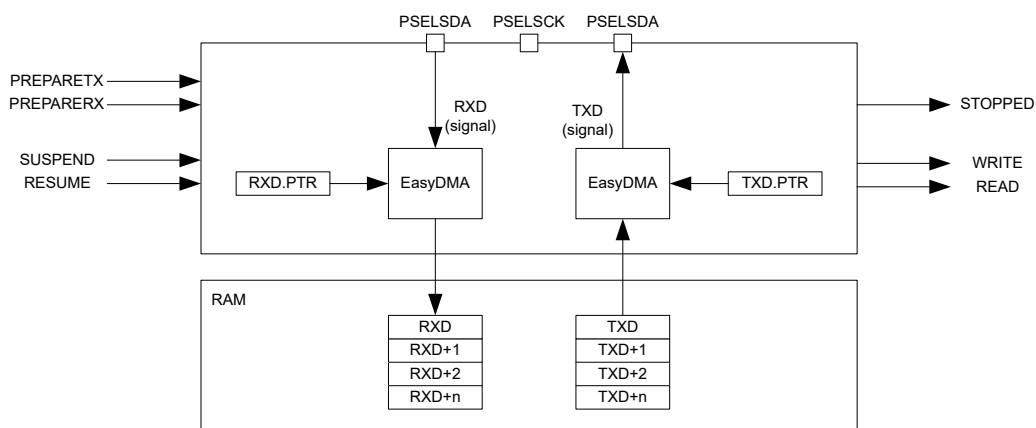 PSELSDA PSELSCK PSELSDA
PREPARETX
PREPARERX
RXD
(signal)
TXD
(signal)
STOPPED
SUSPEND
RESUME
RXD.PTR
EasyDMA
EasyDMA
TXD.PTR
WRITE
READ
RAM
RXD
RXD+1
RXD+2
RXD+n
TXD
TXD+1
TXD+2
TXD+n